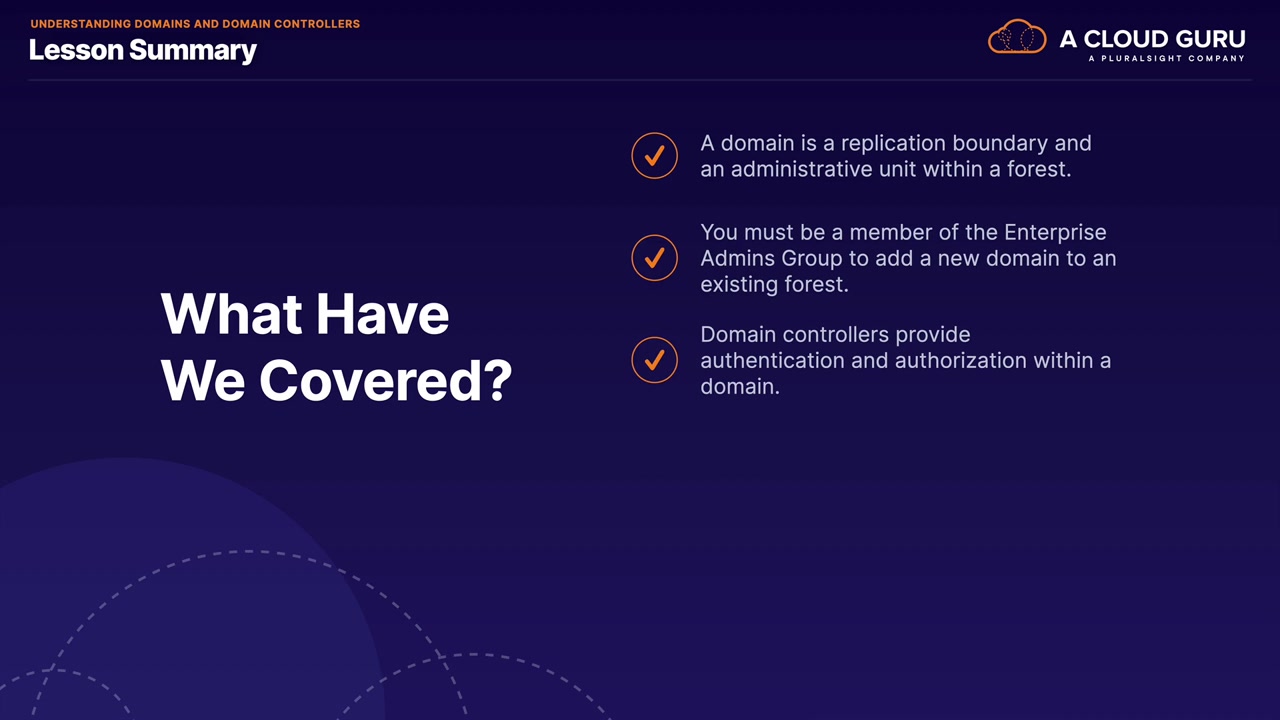 UNDERSTANDING DOMAINS AND DOMAIN CONTROLLERS
Lesson Summary
A CLOUD GURU
A PLURALSIGHT COMPANY
What Have
We Covered?
A domain is a replication boundary and
an administrative unit within a forest.
You must be a member of the Enterprise
Admins Group to add a new domain to an
existing forest.
Domain controllers provide
authentication and authorization within a
domain.